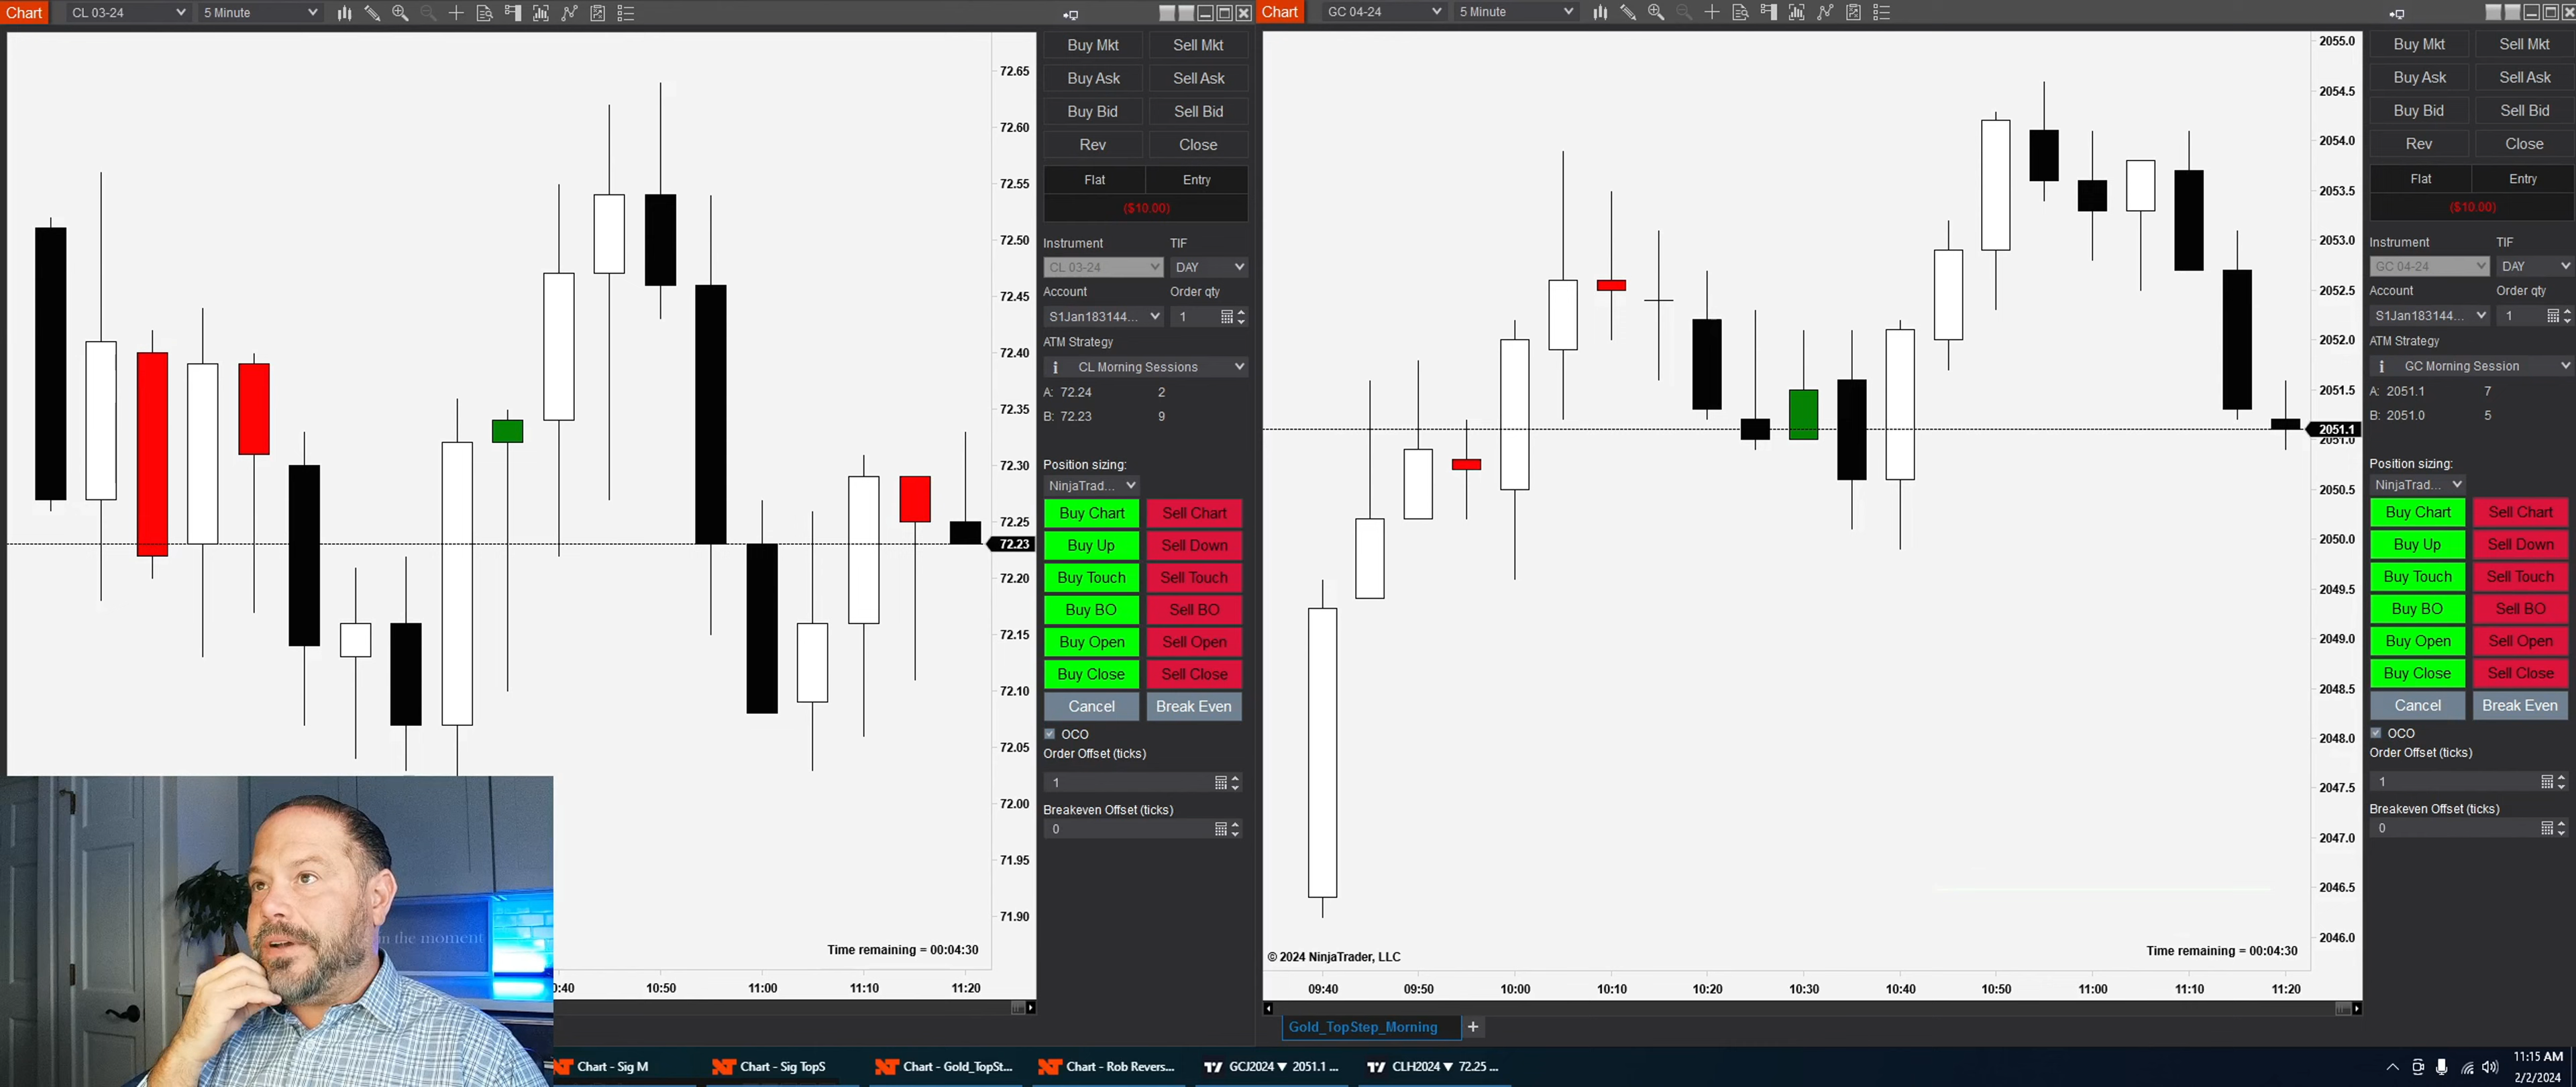 Chart
CL 03-24
5 Minute
Chart
GC 04-24
5 Minute
72.65
72.60
72.55
72.50
72.45
72.40
72.35
72.30
72.25
72.23
72.20
72.15
72.10
72.05
72.00
71.95
71.90
Time remaining = 00:04:30
0:40
10:50
11:00
11:10
11:20
Buy Mkt
Sell Mkt
Buy Ask
Sell Ask
Buy Bid
Sell Bid
Rev
Close
Flat
Entry
($10.00)
Instrument
TIF
CL 03-24
DAY
Account
Order qty
S1Jan183144...
1
ATM Strategy
CL Morning Sessions
A: 72.24
2
B: 72.23
9
Position sizing:
NinjaTrad...
Buy Chart
Sell Chart
Buy Up
Sell Down
Buy Touch
Sell Touch
Buy BO
Sell BO
Buy Open
Sell Open
Buy Close
Sell Close
Cancel
Break Even
OCO
Order Offset (ticks)
1
Breakeven Offset (ticks)
0
2055.0
2054.5
2054.0
2053.5
2053.0
2052.5
2052.0
2051.5
2051.1
2051.0
2050.5
2050.0
2049.5
2049.0
2048.5
2048.0
2047.5
2047.0
2046.5
2046.0
Time remaining = 00:04:30
© 2024 NinjaTrader, LLC
09:40
09:50
10:00
10:10
10:20
10:30
10:40
10:50
11:00
11:10
11:20
Gold_TopStep_Morning
+
Buy Mkt
Sell Mkt
Buy Ask
Sell Ask
Buy Bid
Sell Bid
Rev
Close
Flat
Entry
($10.00)
Instrument
TIF
GC 04-24
DAY
Account
Order qty
S1Jan183144...
1
ATM Strategy
GC Morning Session
A: 2051.1
7
B: 2051.0
5
Position sizing:
NinjaTrad...
Buy Chart
Sell Chart
Buy Up
Sell Down
Buy Touch
Sell Touch
Buy BO
Sell BO
Buy Open
Sell Open
Buy Close
Sell Close
Cancel
Break Even
OCO
Order Offset (ticks)
1
Breakeven Offset (ticks)
0
in the moment
Chart - Sig M
Chart - Sig TopS
Chart - Gold_TopSt...
Chart - Rob Revers...
GCJ2024 ▼ 2051.1 ...
CLH2024 ▼ 72.25 ...
11:15 AM
2/2/2024